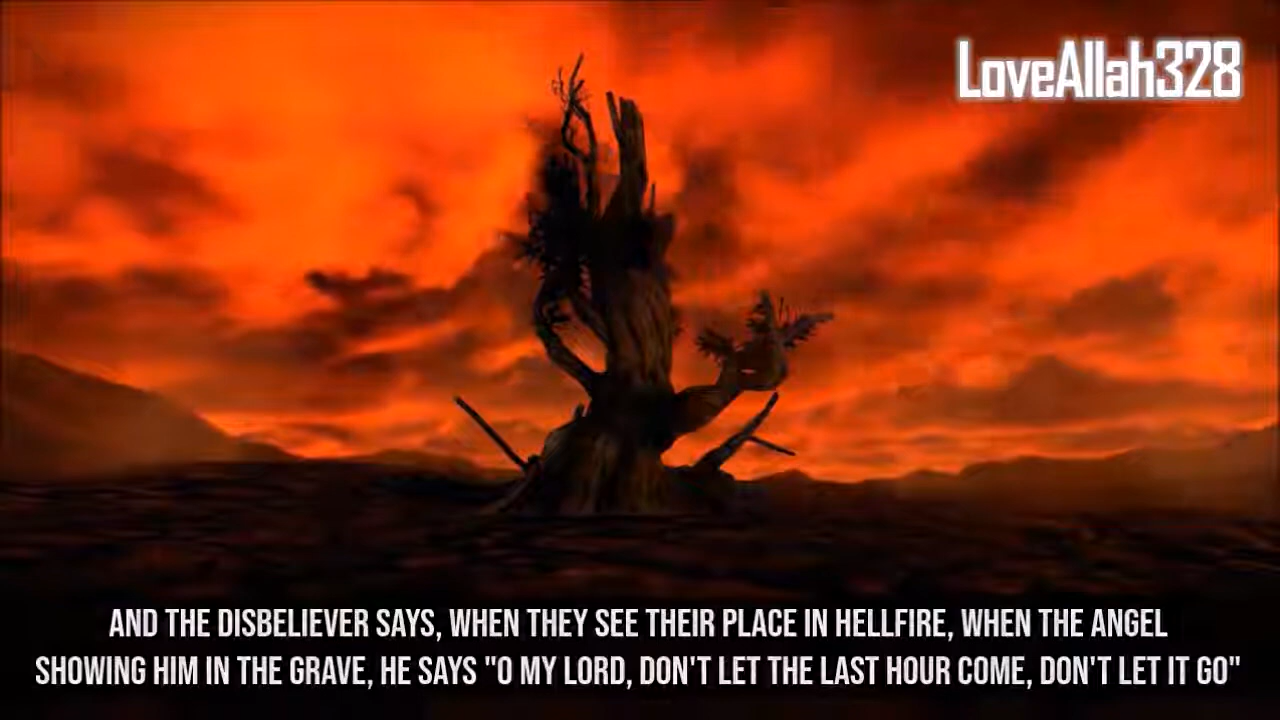 LoveAllah328
AND THE DISBELIEVER SAYS, WHEN THEY SEE THEIR PLACE IN HELLFIRE, WHEN THE ANGEL
SHOWING HIM IN THE GRAVE, HE SAYS "O MY LORD, DON'T LET THE LAST HOUR COME, DON'T LET IT GO"